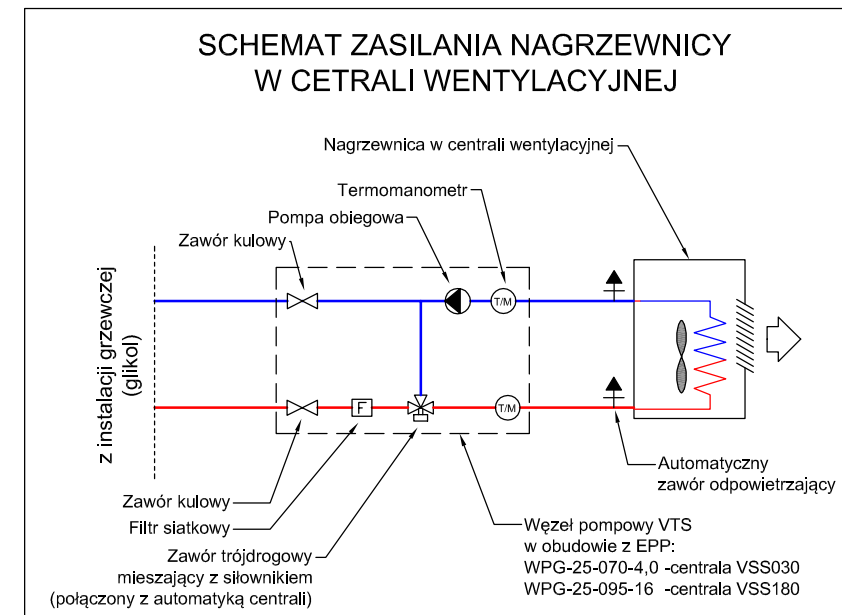 SCHEMAT ZASILANIA NAGRZEWNICY
W CETRALI WENTYLACYJNEJ
Nagrzewnica w centrali wentylacyjnej
Termomanometr
Pompa obiegowa
Zawór kulowy
z instalacji grzewczej
(glikol)
T/M
F
T/M
Zawór kulowy
Filtr siatkowy
Zawór trójdrogowy
mieszający z siłownikiem
(połączony z automatyką centrali)
Automatyczny
zawór odpowietrzający
Węzeł pompowy VTS
w obudowie z EPP:
WPG-25-070-4,0 -centrala VSS030
WPG-25-095-16 -centrala VSS180